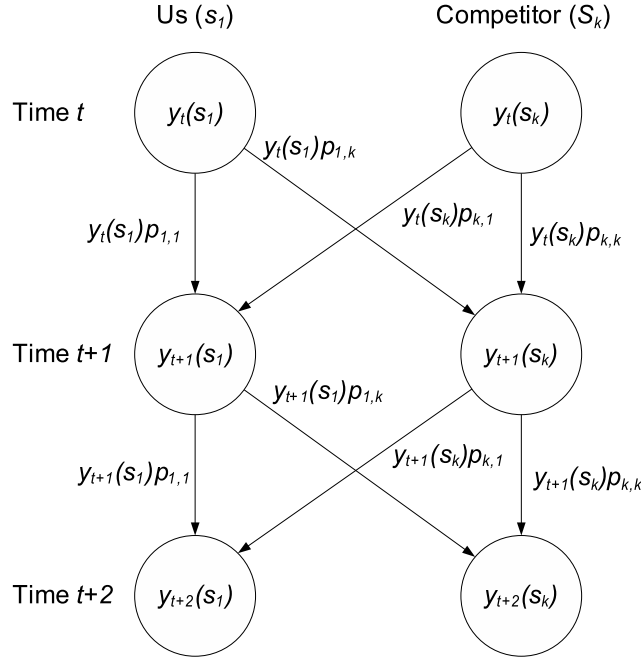 Us (s₁)
Competitor (Sₖ)
Time t
yₜ(s₁)
yₜ(sₖ)
yₜ(s₁)p₁,ₖ
yₜ(s₁)p₁,₁
yₜ(sₖ)pₖ,₁
yₜ(sₖ)pₖ,ₖ
Time t+1
yₜ₊₁(s₁)
yₜ₊₁(sₖ)
yₜ₊₁(s₁)p₁,ₖ
yₜ₊₁(s₁)p₁,₁
yₜ₊₁(sₖ)pₖ,₁
yₜ₊₁(sₖ)pₖ,ₖ
Time t+2
yₜ₊₂(s₁)
yₜ₊₂(sₖ)